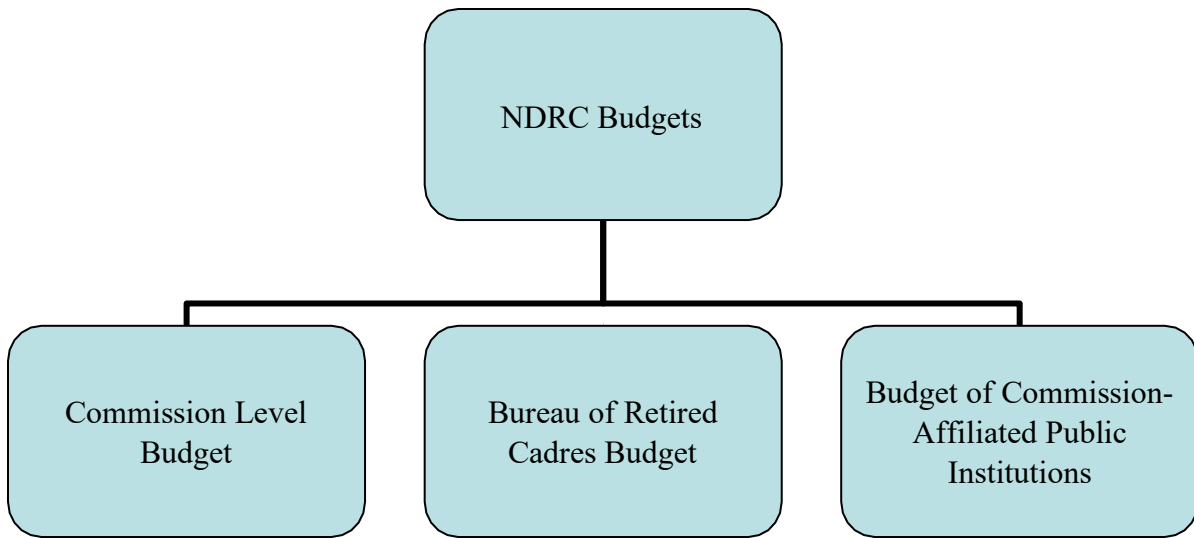 NDRC Budgets
Commission Level
Budget
Bureau of Retired
Cadres Budget
Budget of Commission-
Affiliated Public
Institutions